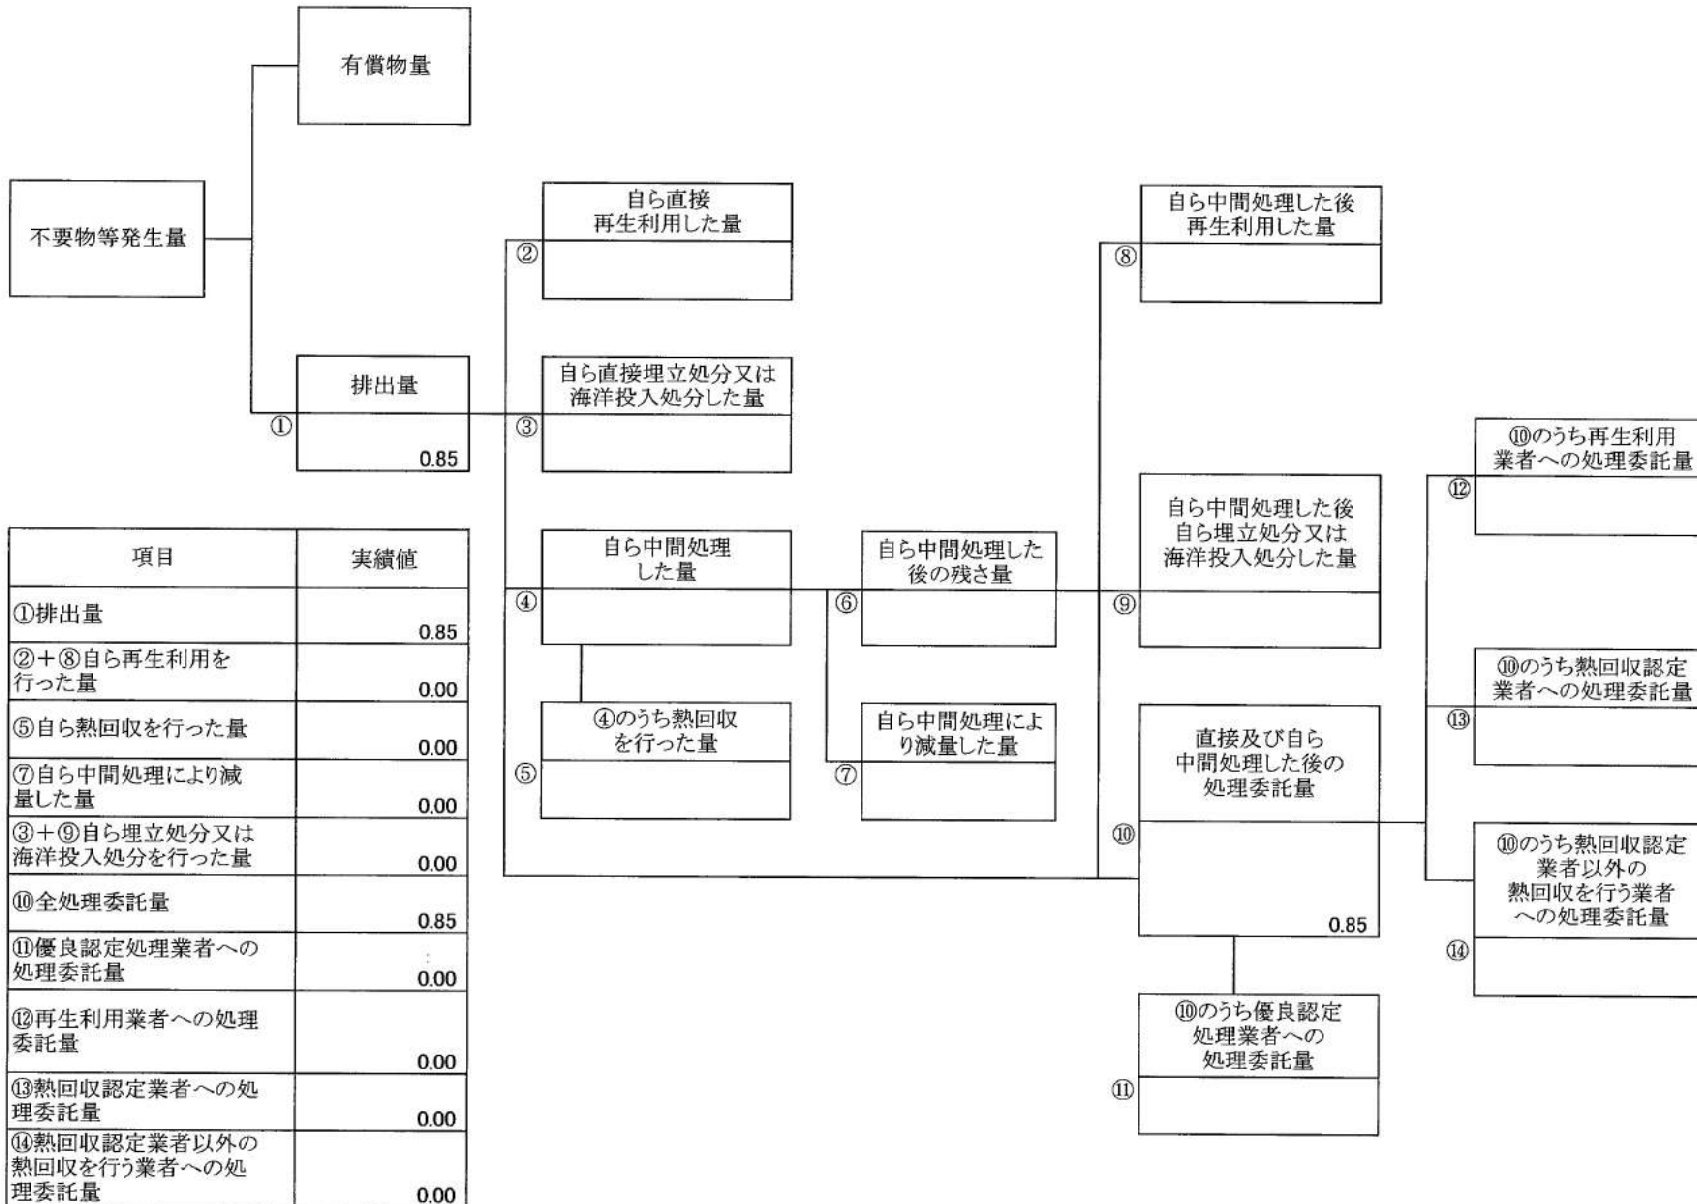 有償物量
不要物等発生量
自ら直接
再生利用した量
②
自ら中間処理した後
再生利用した量
⑧
排出量
①
0.85
自ら直接埋立処分又は
海洋投入処分した量
③
⑩のうち再生利用
業者への処理委託量
⑫
自ら中間処理
した量
④
自ら中間処理した
後の残さ量
⑥
自ら中間処理した後
自ら埋立処分又は
海洋投入処分した量
⑨
④のうち熱回収
を行った量
⑤
自ら中間処理によ
り減量した量
⑦
直接及び自ら
中間処理した後の
処理委託量
⑩
0.85
⑩のうち熱回収認定
業者への処理委託量
⑬
⑩のうち熱回収認定
業者以外の
熱回収を行う業者
への処理委託量
⑭
⑩のうち優良認定
処理業者への
処理委託量
⑪
項目 実績値
①排出量
0.85
②+⑧自ら再生利用を
行った量
0.00
⑤自ら熱回収を行った量
0.00
⑦自ら中間処理により減
量した量
0.00
③+⑨自ら埋立処分又は
海洋投入処分を行った量
0.00
⑩全処理委託量
0.85
⑪優良認定処理業者への
処理委託量
0.00
⑫再生利用業者への処理
委託量
0.00
⑬熱回収認定業者への処
理委託量
0.00
⑭熱回収認定業者以外の
熱回収を行う業者への処
理委託量
0.00